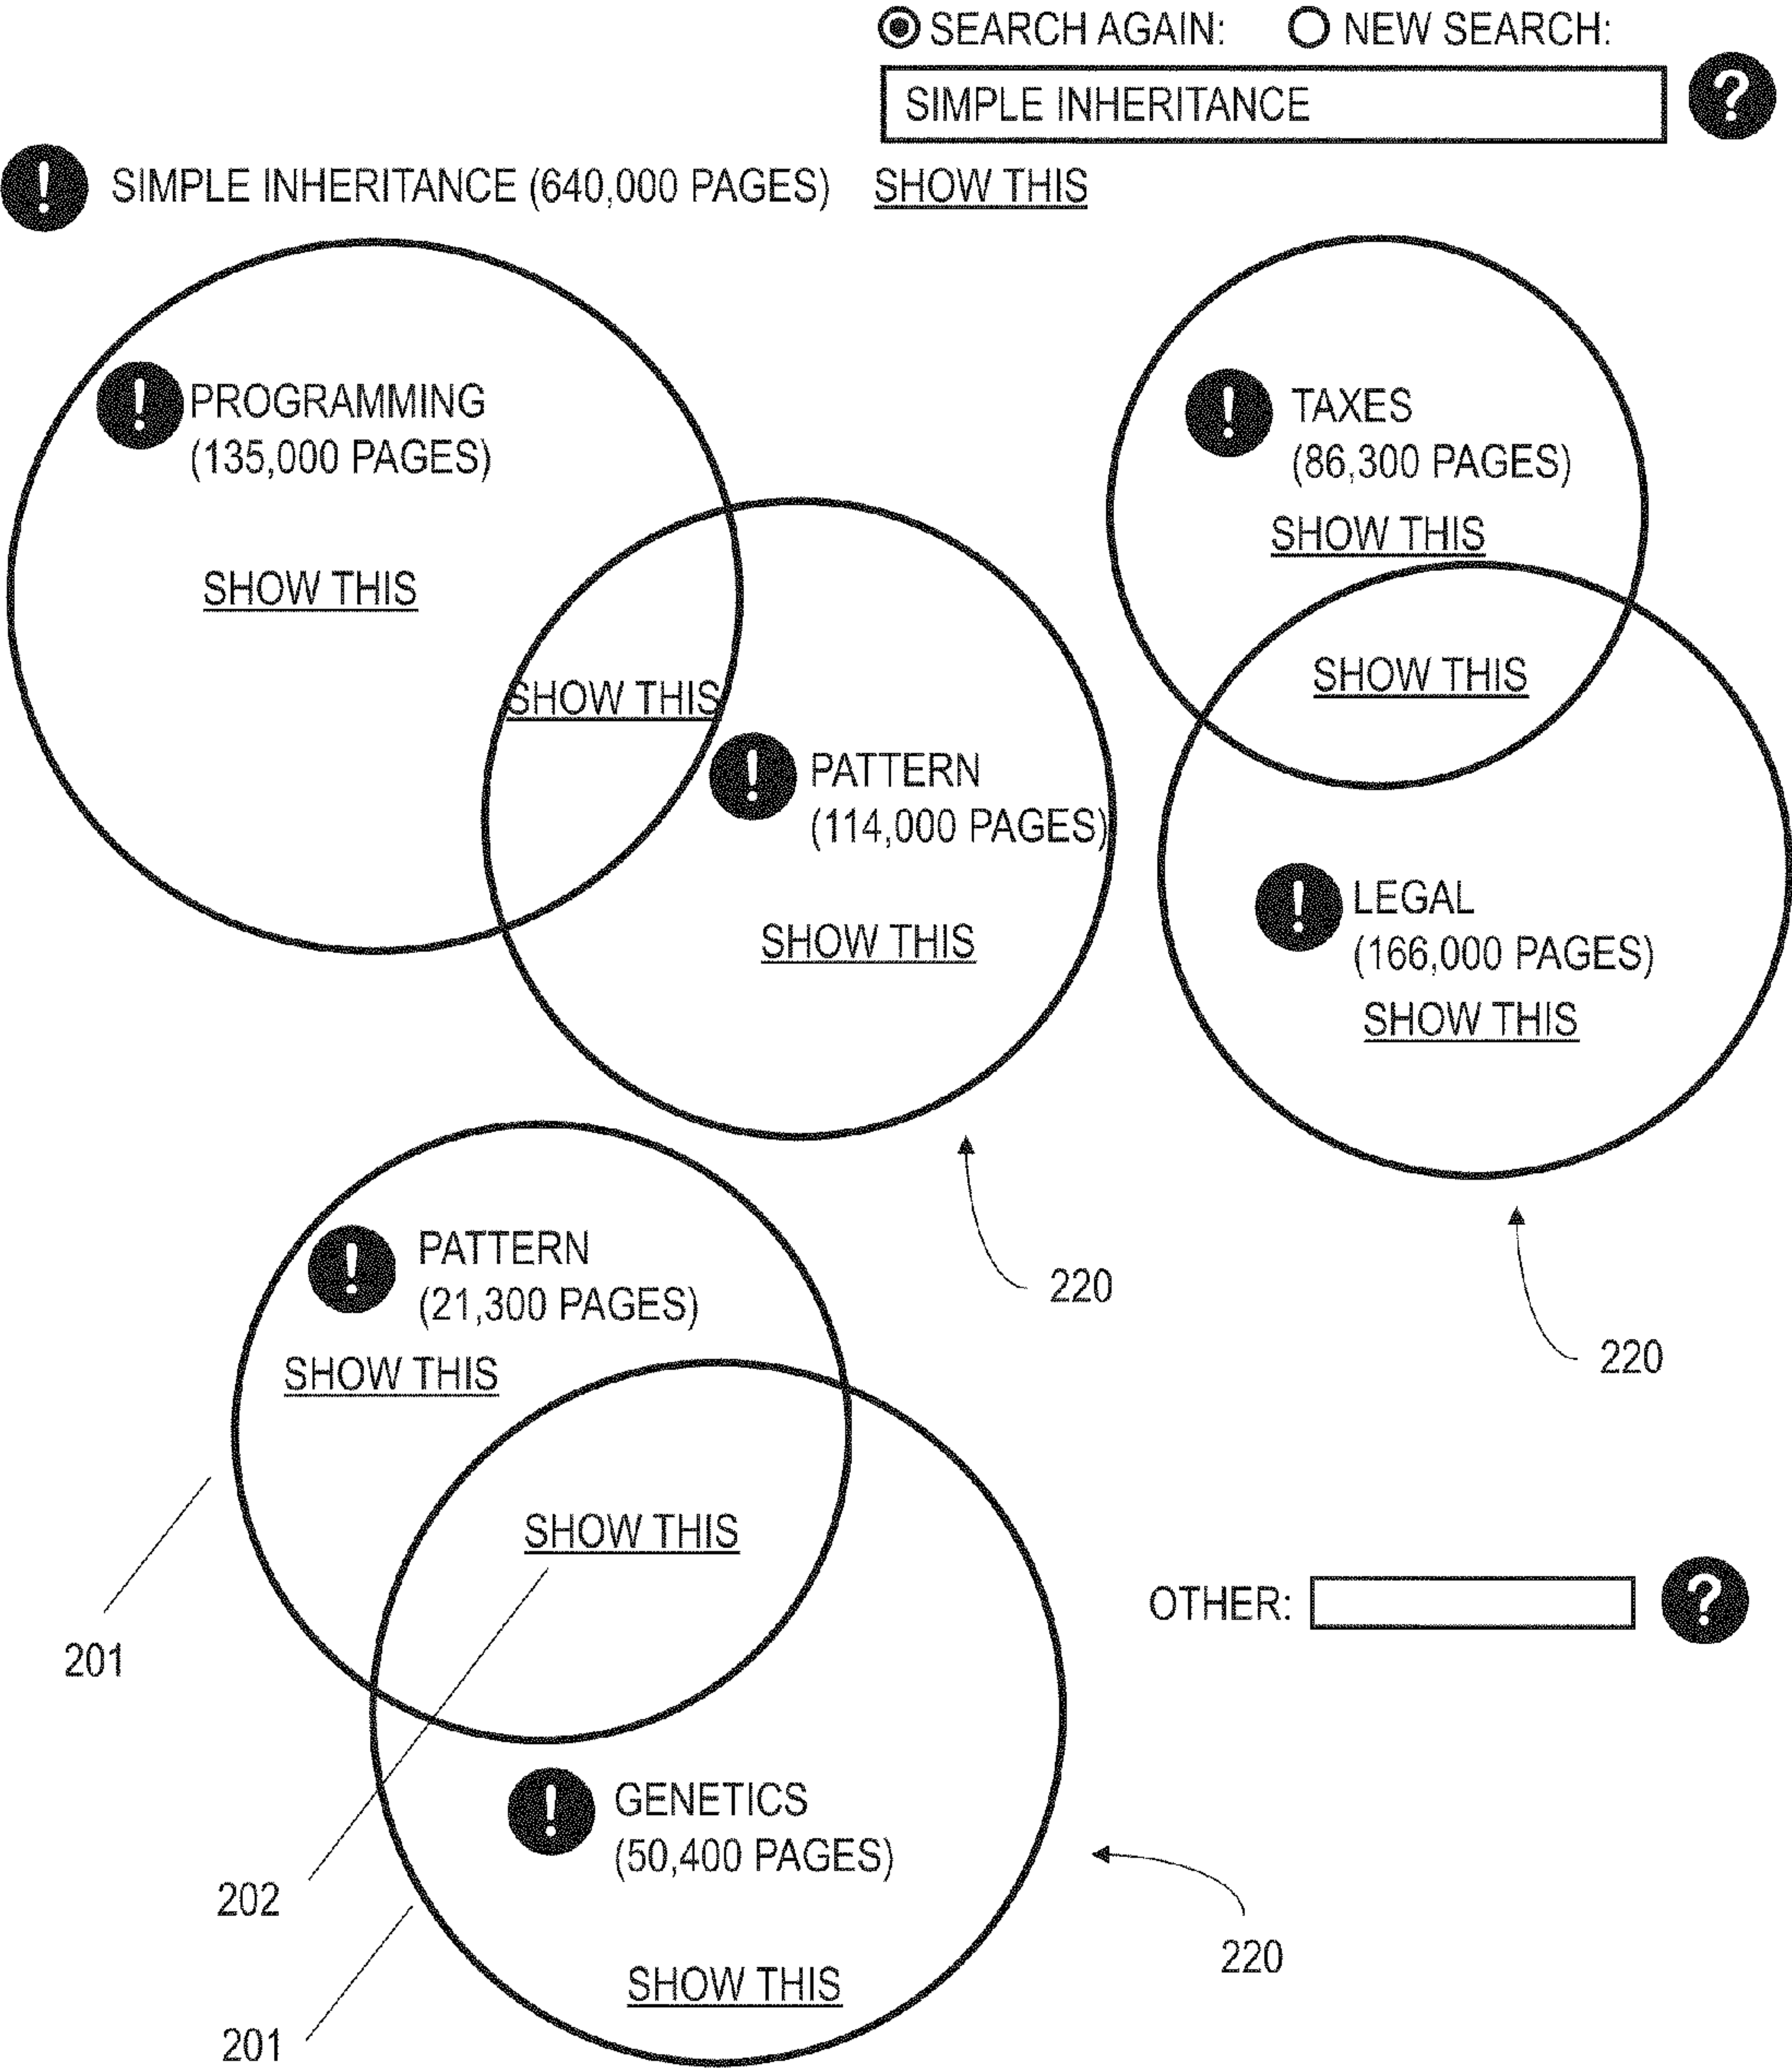 SEARCH AGAIN: NEW SEARCH:
SIMPLE INHERITANCE ?
! SIMPLE INHERITANCE (640,000 PAGES) SHOW THIS
! PROGRAMMING
(135,000 PAGES)
SHOW THIS
SHOW THIS
! PATTERN
(114,000 PAGES)
SHOW THIS
220
! TAXES
(86,300 PAGES)
SHOW THIS
SHOW THIS
! LEGAL
(166,000 PAGES)
SHOW THIS
220
! PATTERN
(21,300 PAGES)
SHOW THIS
201
SHOW THIS
202
! GENETICS
(50,400 PAGES)
SHOW THIS
201
220
OTHER: ?